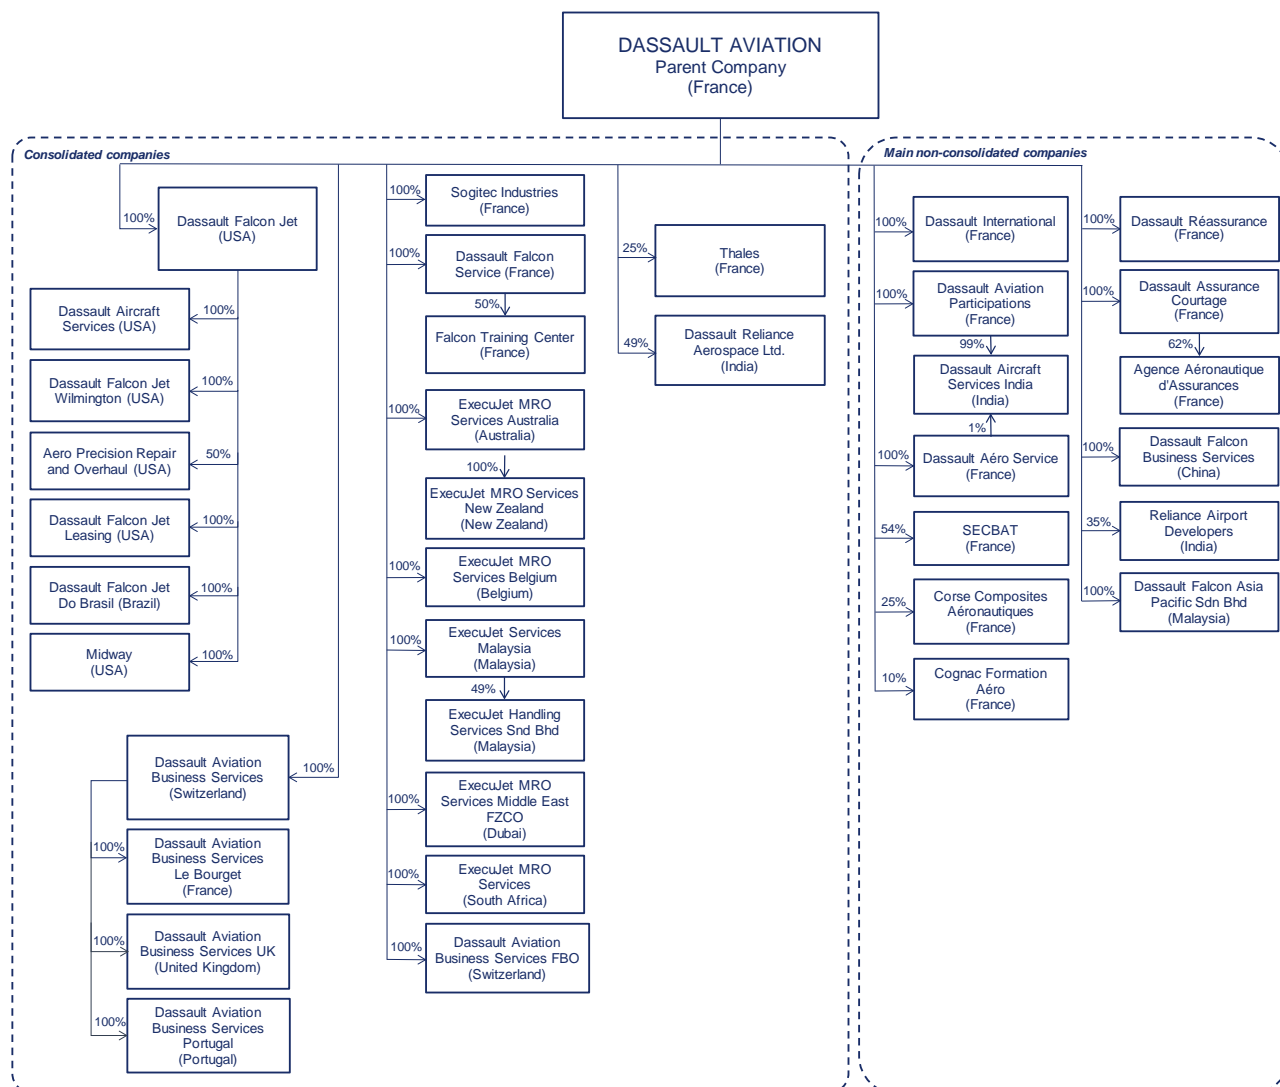 DASSAULT AVIATION
Parent Company
(France)
Consolidated companies
100%
Dassault Falcon Jet
(USA)
Dassault Aircraft
Services (USA)
100%
Dassault Falcon Jet
Wilmington (USA)
100%
Aero Precision Repair
and Overhaul (USA)
50%
Dassault Falcon Jet
Leasing (USA)
100%
Dassault Falcon Jet
Do Brasil (Brazil)
100%
Midway
(USA)
100%
Dassault Aviation
Business Services
(Switzerland)
100%
100%
Dassault Aviation
Business Services
Le Bourget
(France)
100%
Dassault Aviation
Business Services UK
(United Kingdom)
100%
Dassault Aviation
Business Services
Portugal
(Portugal)
100%
Sogitec Industries
(France)
100%
Dassault Falcon
Service (France)
50%
Falcon Training Center
(France)
100%
ExecuJet MRO
Services Australia
(Australia)
100%
ExecuJet MRO Services
New Zealand
(New Zealand)
100%
ExecuJet MRO
Services Belgium
(Belgium)
100%
ExecuJet Services
Malaysia
(Malaysia)
49%
ExecuJet Handling
Services Snd Bhd
(Malaysia)
100%
ExecuJet MRO
Services Middle East
FZCO
(Dubai)
100%
ExecuJet MRO
Services
(South Africa)
100%
Dassault Aviation
Business Services FBO
(Switzerland)
25%
Thales
(France)
49%
Dassault Reliance
Aerospace Ltd.
(India)
Main non-consolidated companies
100%
Dassault International
(France)
100%
Dassault Aviation
Participations
(France)
99%
Dassault Aircraft
Services India
(India)
1%
100%
Dassault Aéro Service
(France)
54%
SECBAT
(France)
25%
Corse Composites
Aéronautiques
(France)
10%
Cognac Formation
Aéro
(France)
100%
Dassault Réassurance
(France)
100%
Dassault Assurance
Courtage
(France)
62%
Agence Aéronautique
d'Assurances
(France)
100%
Dassault Falcon
Business Services
(China)
35%
Reliance Airport
Developers
(India)
100%
Dassault Falcon Asia
Pacific Sdn Bhd
(Malaysia)